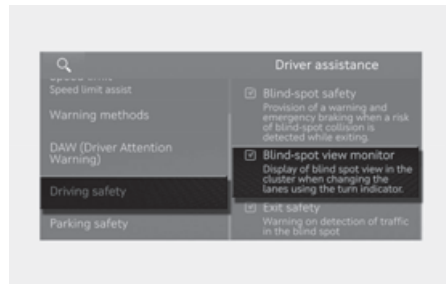 Driver assistance
Speed limit assist
Warning methods
DAW (Driver Attention
Warning)
Driving safety
Parking safety
Blind-spot safety
Provision of a warning and
emergency braking when a risk
of blind-spot collision is
detected while exiting.
Blind-spot view monitor
Display of blind spot view in the
cluster when changing the
lanes using the turn indicator.
Exit safety
Warning on detection of traffic
in the blind spot